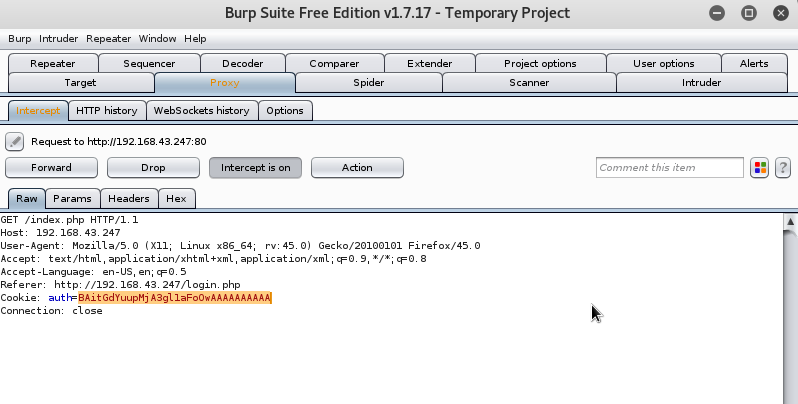 Burp Suite Free Edition v1.7.17 - Temporary Project
Burp Intruder Repeater Window Help
Repeater Sequencer Decoder Comparer Extender Project options User options Alerts
Target Proxy Spider Scanner Intruder
Intercept HTTP history WebSockets history Options
Request to http://192.168.43.247:80
Forward Drop Intercept is on Action Comment this item ?
Raw Params Headers Hex
GET /index.php HTTP/1.1
Host: 192.168.43.247
User-Agent: Mozilla/5.0 (X11; Linux x86_64; rv:45.0) Gecko/20100101 Firefox/45.0
Accept: text/html,application/xhtml+xml,application/xml;q=0.9,*/*;q=0.8
Accept-Language: en-US,en;q=0.5
Referer: http://192.168.43.247/login.php
Cookie: auth=BAitGdYuupMjA3gl1aFoOwAAAAAAAAAA
Connection: close